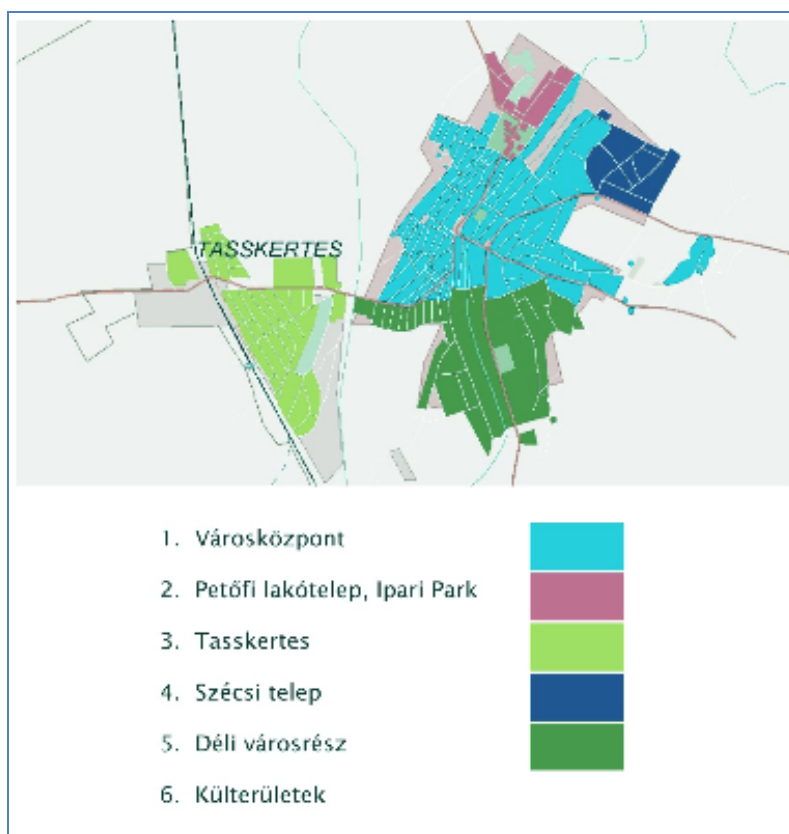 TASSKERTES
1. Városközpont
2. Petőfi lakótelep, Ipari Park
3. Tasskertes
4. Szécsi telep
5. Déli városrész
6. Külterületek